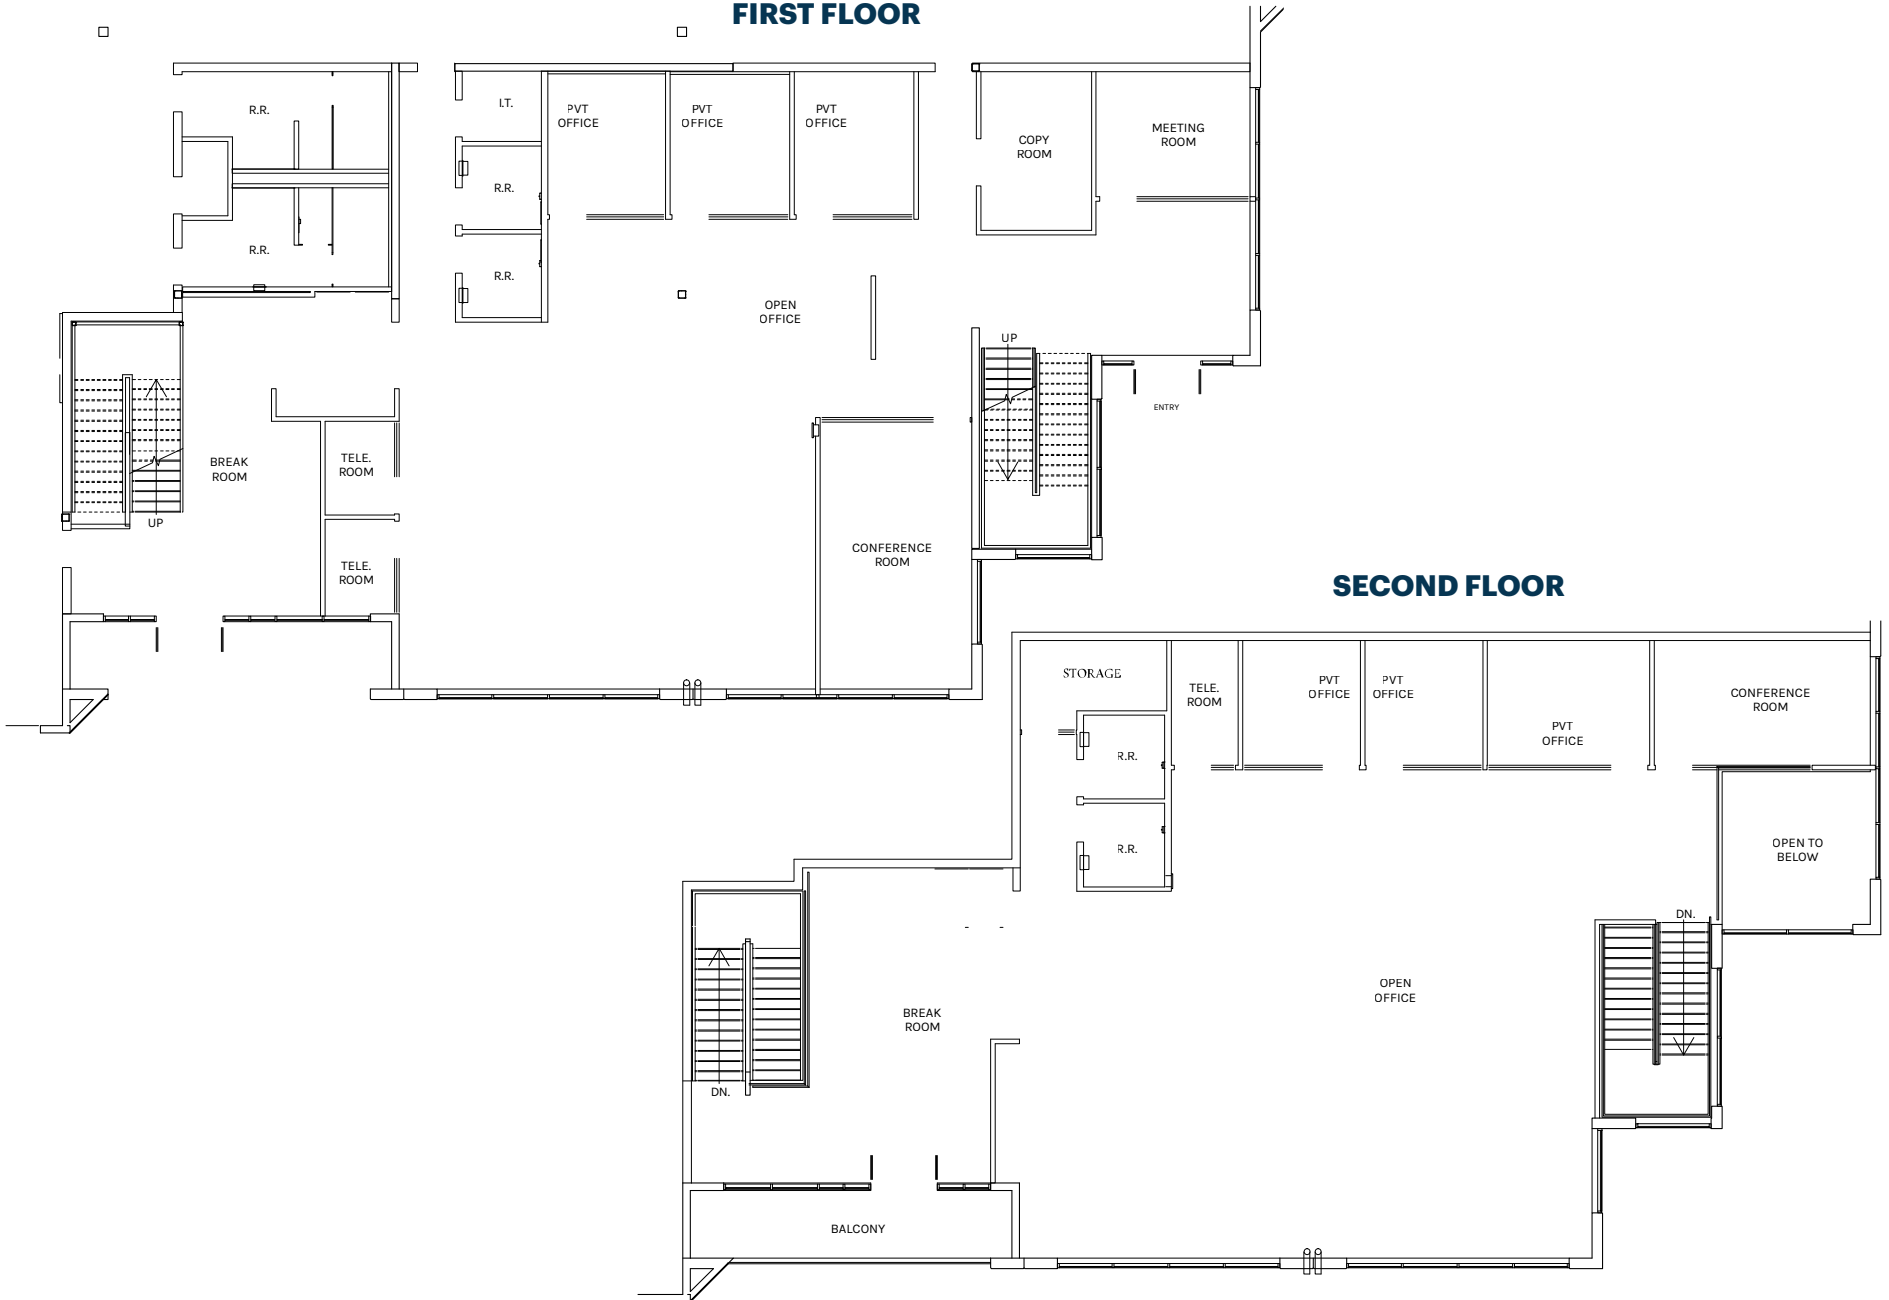 FIRST FLOOR
R.R.
I.T.
PVT
OFFICE
PVT
OFFICE
PVT
OFFICE
COPY
ROOM
MEETING
ROOM
R.R.
R.R.
R.R.
OPEN
OFFICE
UP
ENTRY
BREAK
ROOM
TELE.
ROOM
UP
TELE.
ROOM
CONFERENCE
ROOM
SECOND FLOOR
STORAGE
TELE.
ROOM
PVT
OFFICE
PVT
OFFICE
PVT
OFFICE
CONFERENCE
ROOM
R.R.
R.R.
OPEN TO
BELOW
DN.
OPEN
OFFICE
BREAK
ROOM
DN.
BALCONY